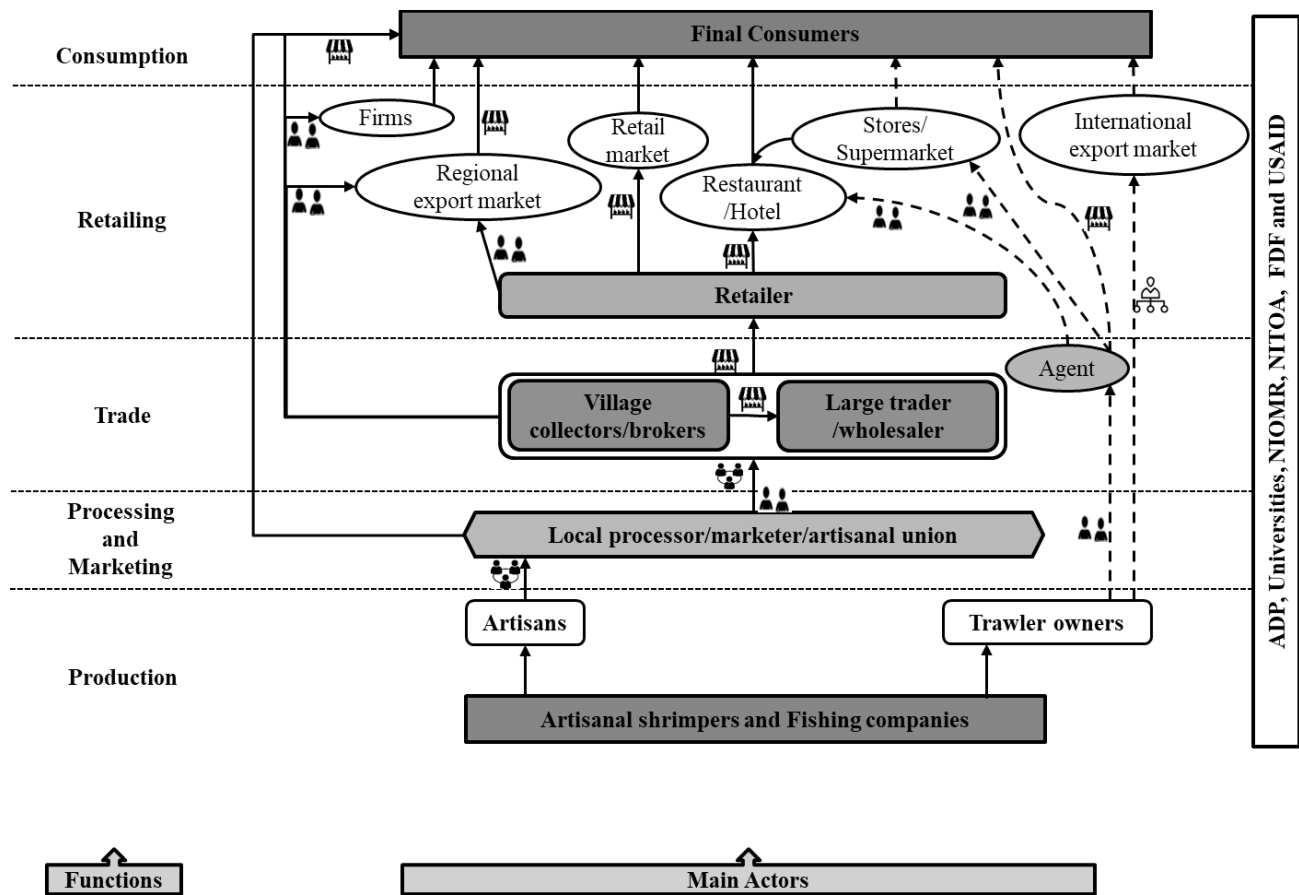 Final Consumers
Consumption
Firms
Retail
market
Stores/
Supermarket
International
export market
Regional
export market
Restaurant
/Hotel
Retailing
Retailer
Agent
Trade
Village
collectors/brokers
Large trader
/wholesaler
Processing
and
Marketing
Local processor/marketer/artisanal union
Artisans
Trawler owners
Production
Artisanal shrimpers and Fishing companies
ADP, Universities, NIOMR, NITOA, FDF and USAID
Functions
Main Actors